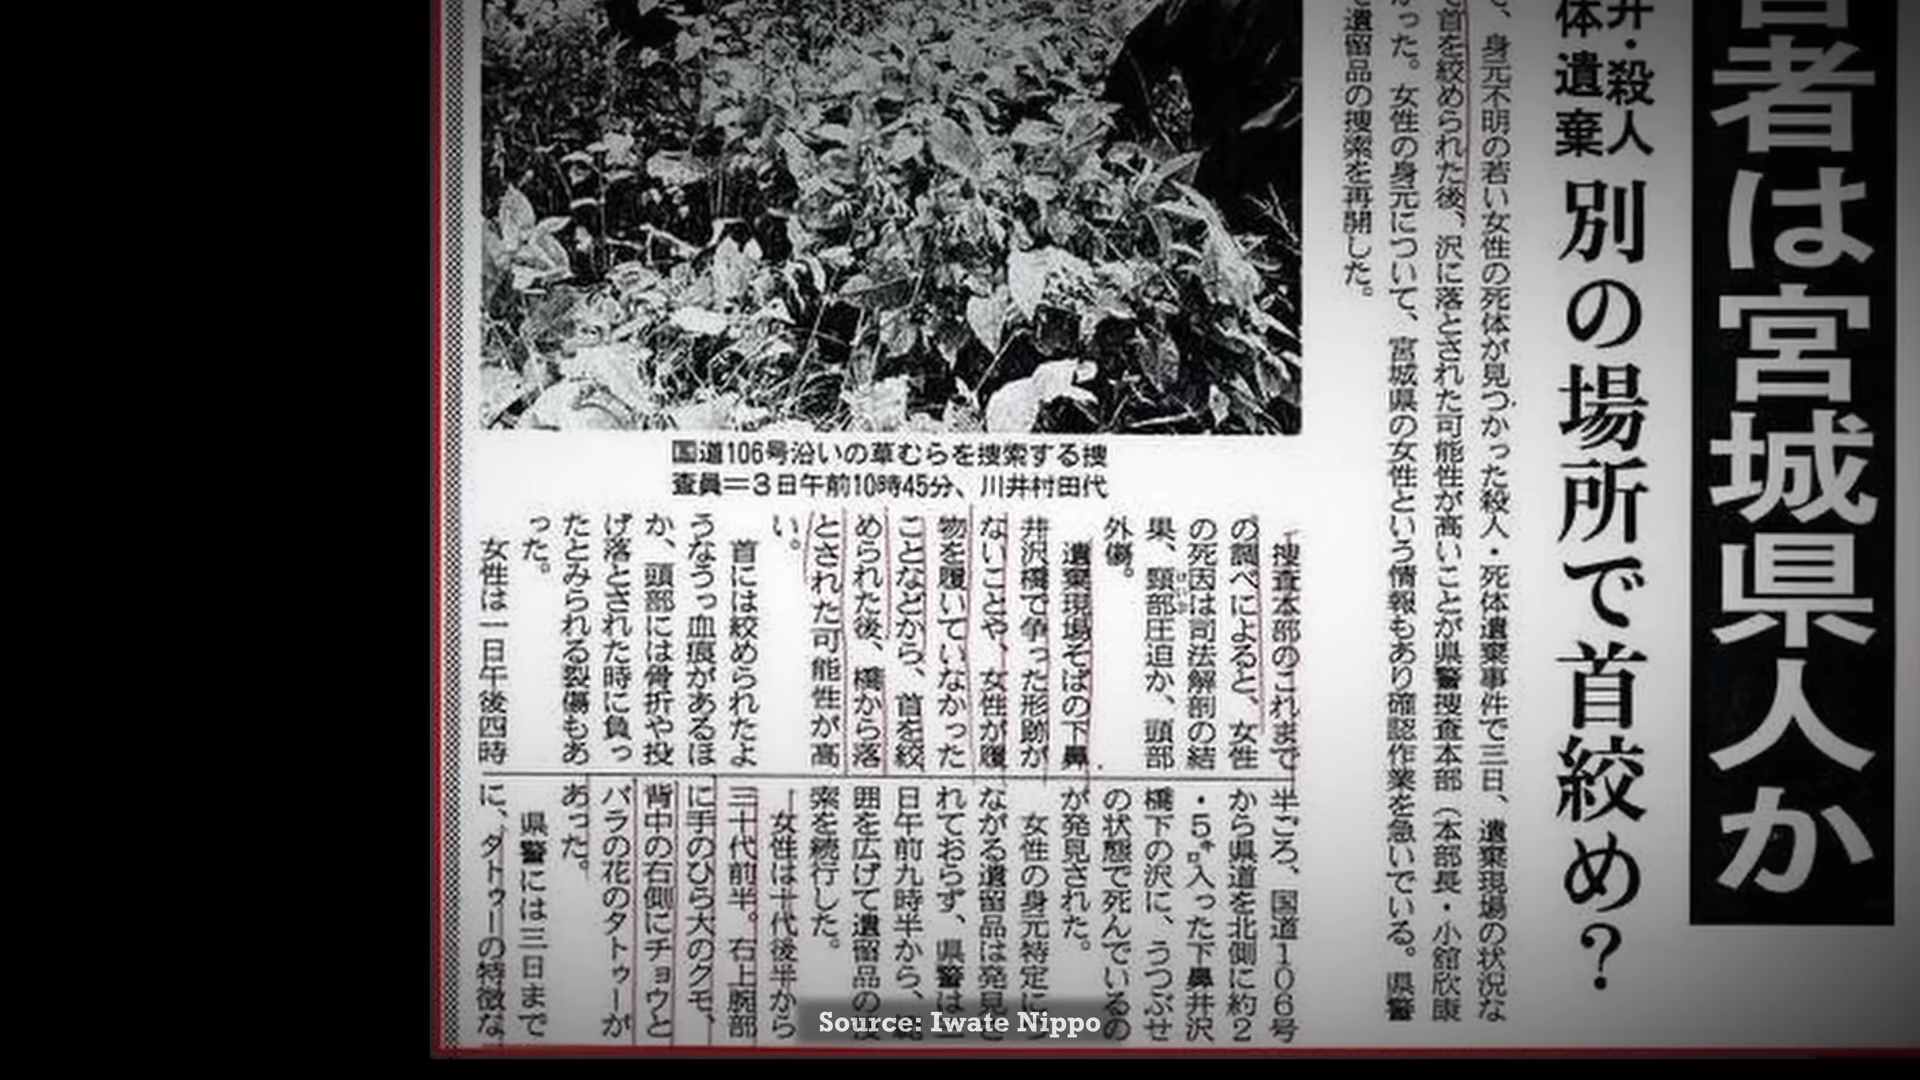 者は宮城県人か
井・殺人
体遺棄
別の場所で首絞め?
、身元不明の若い女性の死体が見つかった殺人・死体遺棄事件で三日、遺棄現場の状況な
首を絞められた後、沢に落とされた可能性が高いことが県警捜査本部(本部長・小舘欣康
かった。女性の身元について、宮城県の女性という情報もあり確認作業を急いでいる。県警
遺留品の捜索を再開した。
国道106号沿いの草むらを捜索する捜
査員=3日午前10時45分、川井村田代
捜査本部のこれまで
の調べによると、女性
の死因は司法解剖の結
果、頸部圧迫か、頭部
外傷。
遺棄現場そばの下鼻
井沢橋で争った形跡が
ないことや、女性が履
物を履いていなかった
ことなどから、首を絞
められた後、橋から落
とされた可能性が高
い。
首には絞められたよ
うなうっ血痕があるほ
か、頭部には骨折や投
げ落とされた時に負っ
たとみられる裂傷もあ
った。
女性は一日午後四時
半ごろ、国道106号
から県道を北側に約2
・5㌔入った下鼻井沢
橋下の沢に、うつぶせ
の状態で死んでいるの
が発見された。
女性の身元特定につ
ながる遺留品は発見さ
れておらず、県警は三
日午前九時半から、範
囲を広げて遺留品の捜
索を続行した。
女性は十代後半から
三十代前半。右上腕部
に手のひら大のクモ、
背中の右側にチョウと
バラの花のタトゥーが
あった。
県警には三日まで
に、タトゥーの特徴な
Source: Iwate Nippo